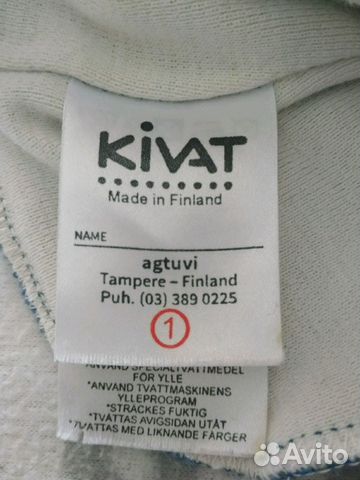 KiVAT
Made in Finland
NAME
agtuvi
Tampere – Finland
Puh. (03) 389 0225
1
ANVÄND SPECIALTVÄTTMEDEL
FÖR YLLE
*ANVÄND TVÄTTMASKINENS
YLLEPROGRAM
*STRÄCKES FUKTIG
*TVÄTTAS AVIGSIDAN UTÅT
*TVÄTTAS MED LIKNANDE FÄRGER
Avito